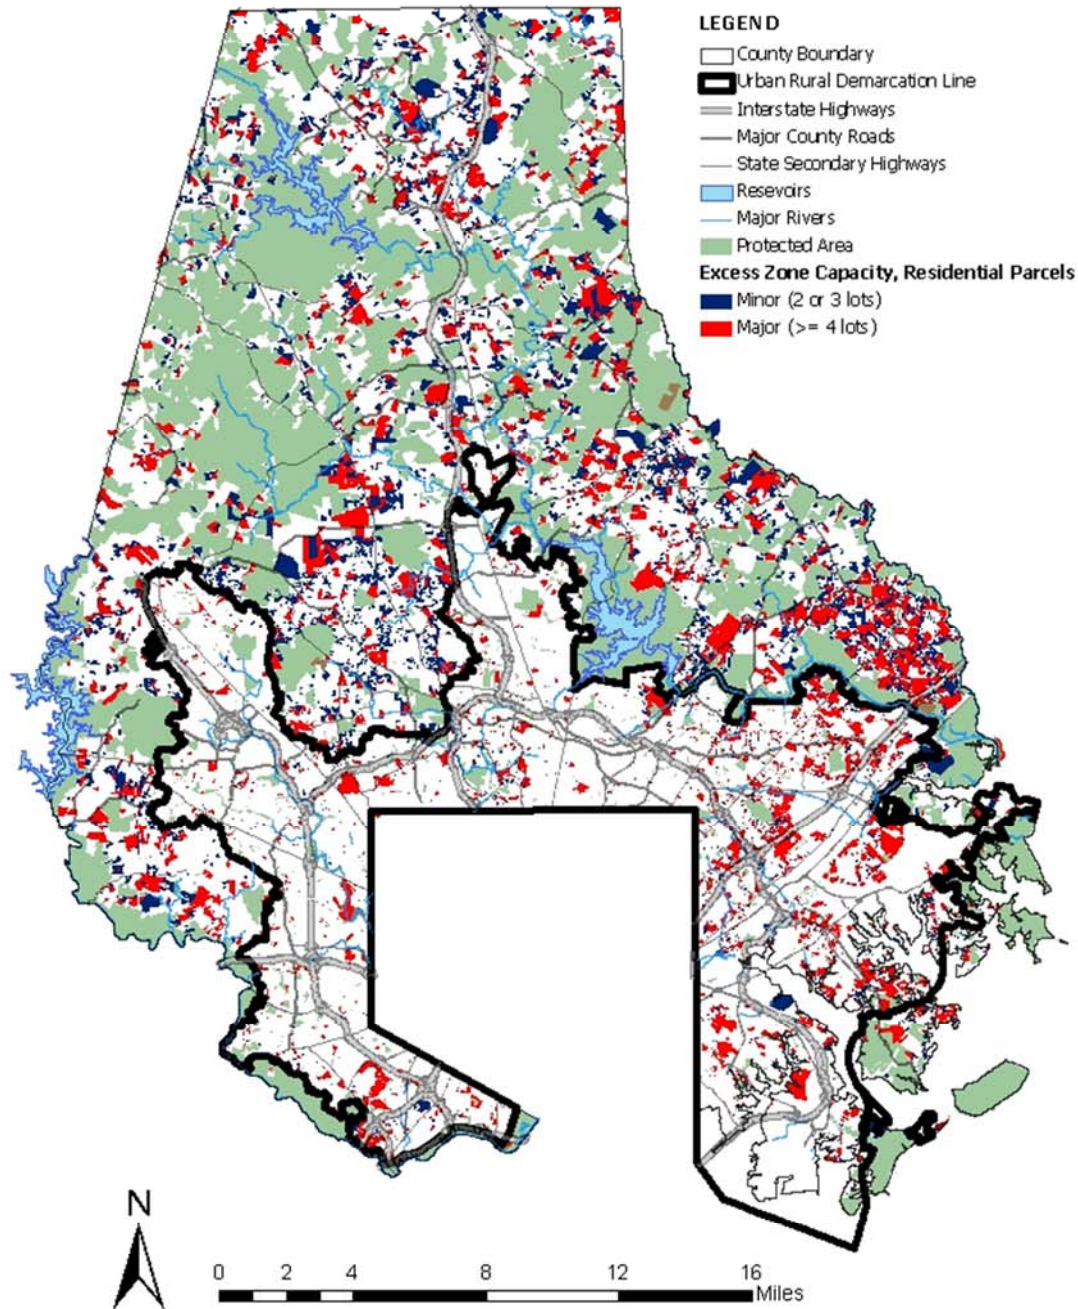 LEGEND
County Boundary
Urban Rural Demarcation Line
Interstate Highways
Major County Roads
State Secondary Highways
Resevoirs
Major Rivers
Protected Area
Excess Zone Capacity, Residential Parcels
Minor (2 or 3 lots)
Major (>= 4 lots)
N
0 2 4 8 12 16
Miles